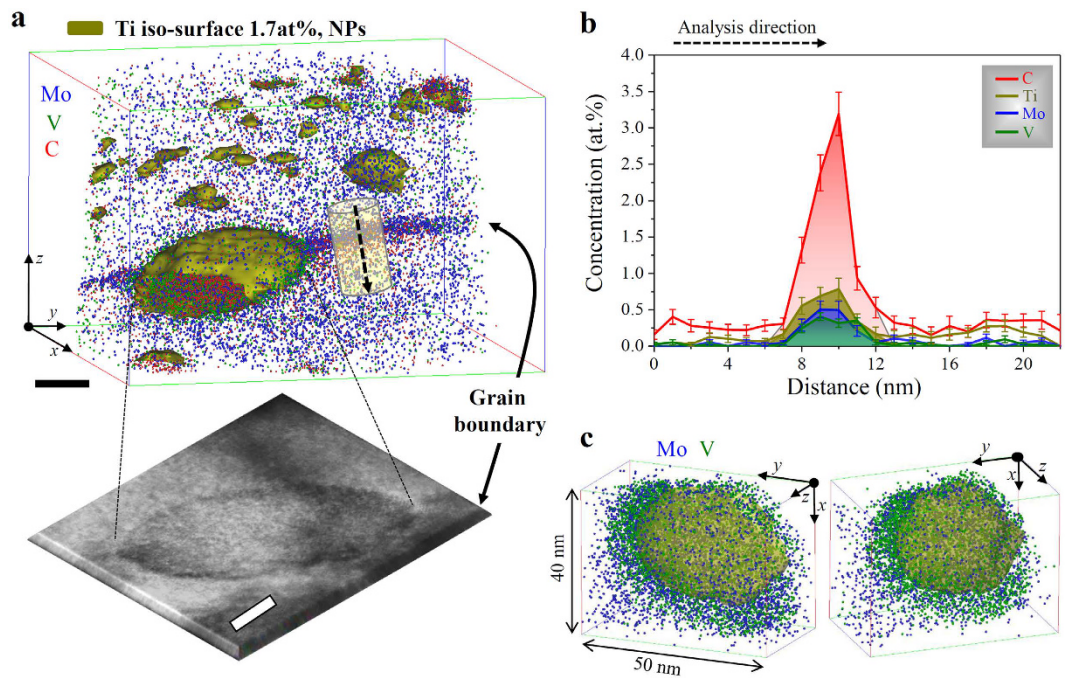 a
Ti iso-surface 1.7at%, NPs
Mo
V
C
z
y
x
Grain
boundary
b
Analysis direction
Concentration (at.%)
4.0
3.5
3.0
2.5
2.0
1.5
1.0
0.5
0.0
C
Ti
Mo
V
0 4 8 12 16 20
Distance (nm)
c
Mo V
y
z
x
40 nm
50 nm
y
z
x